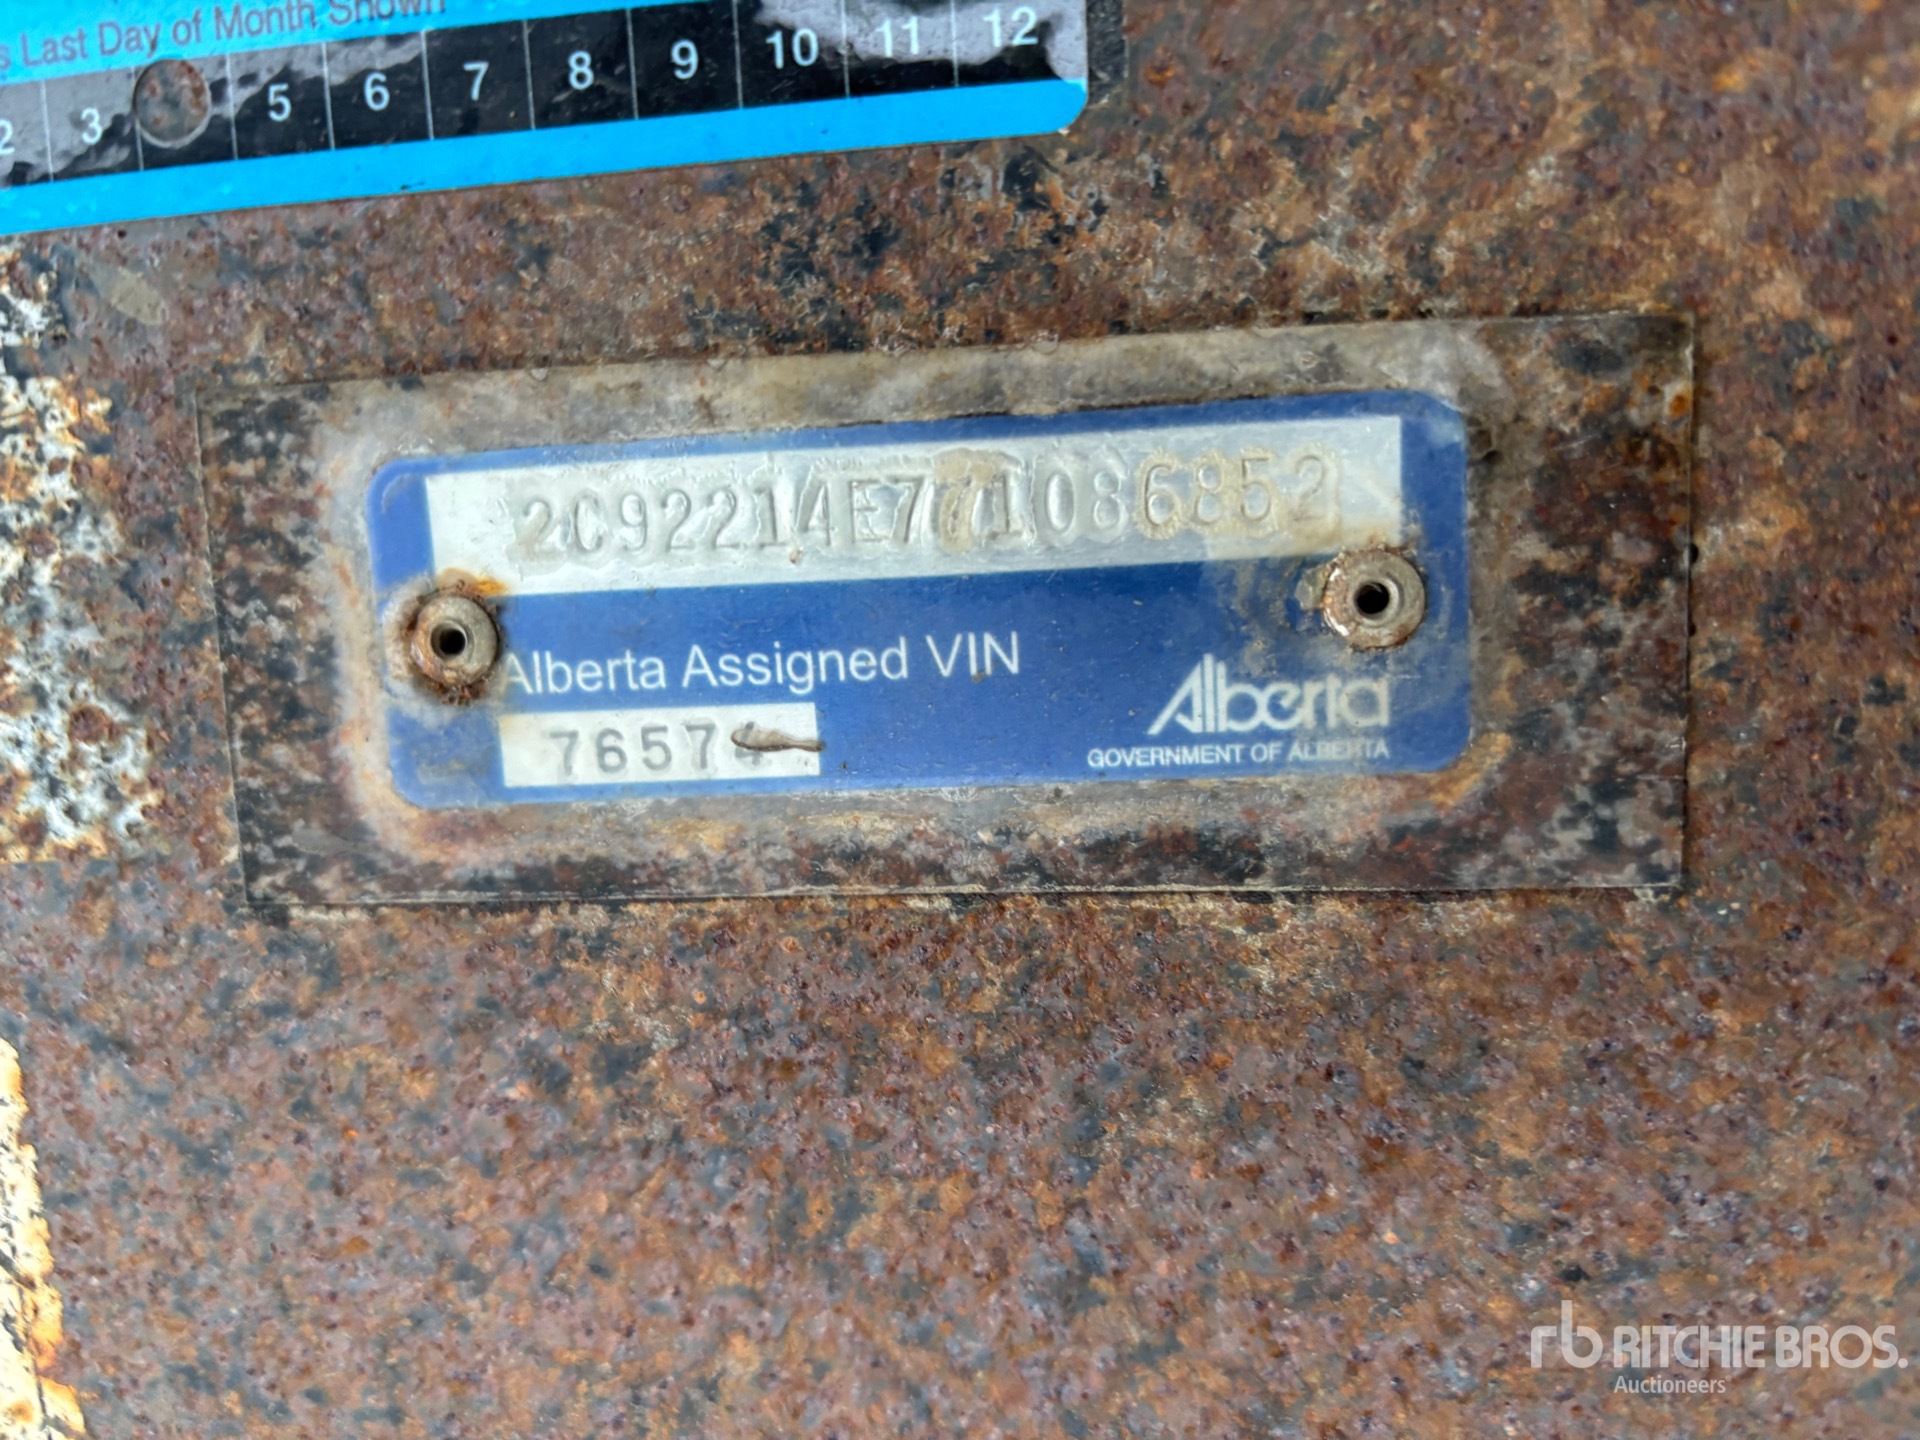 s Last Day of Month Shown
2 3 5 6 7 8 9 10 11 12
2C92214E771086852
Alberta Assigned VIN
76574
Alberta
GOVERNMENT OF ALBERTA
rb RITCHIE BROS.
Auctioneers